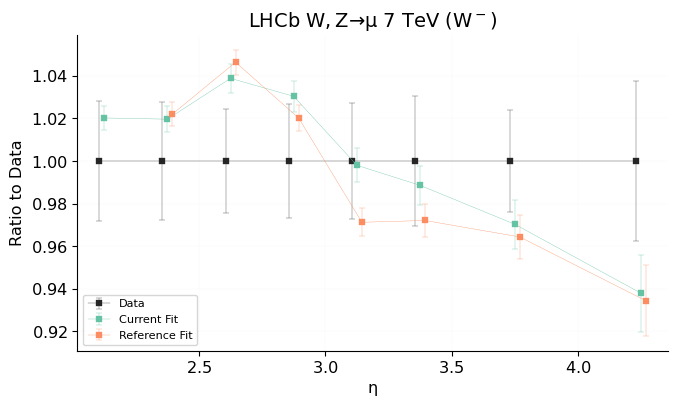 LHCb W, Z→μ 7 TeV (W⁻)
Ratio to Data
1.04
1.02
1.00
0.98
0.96
0.94
0.92
Data
Current Fit
Reference Fit
2.5
3.0
3.5
4.0
η